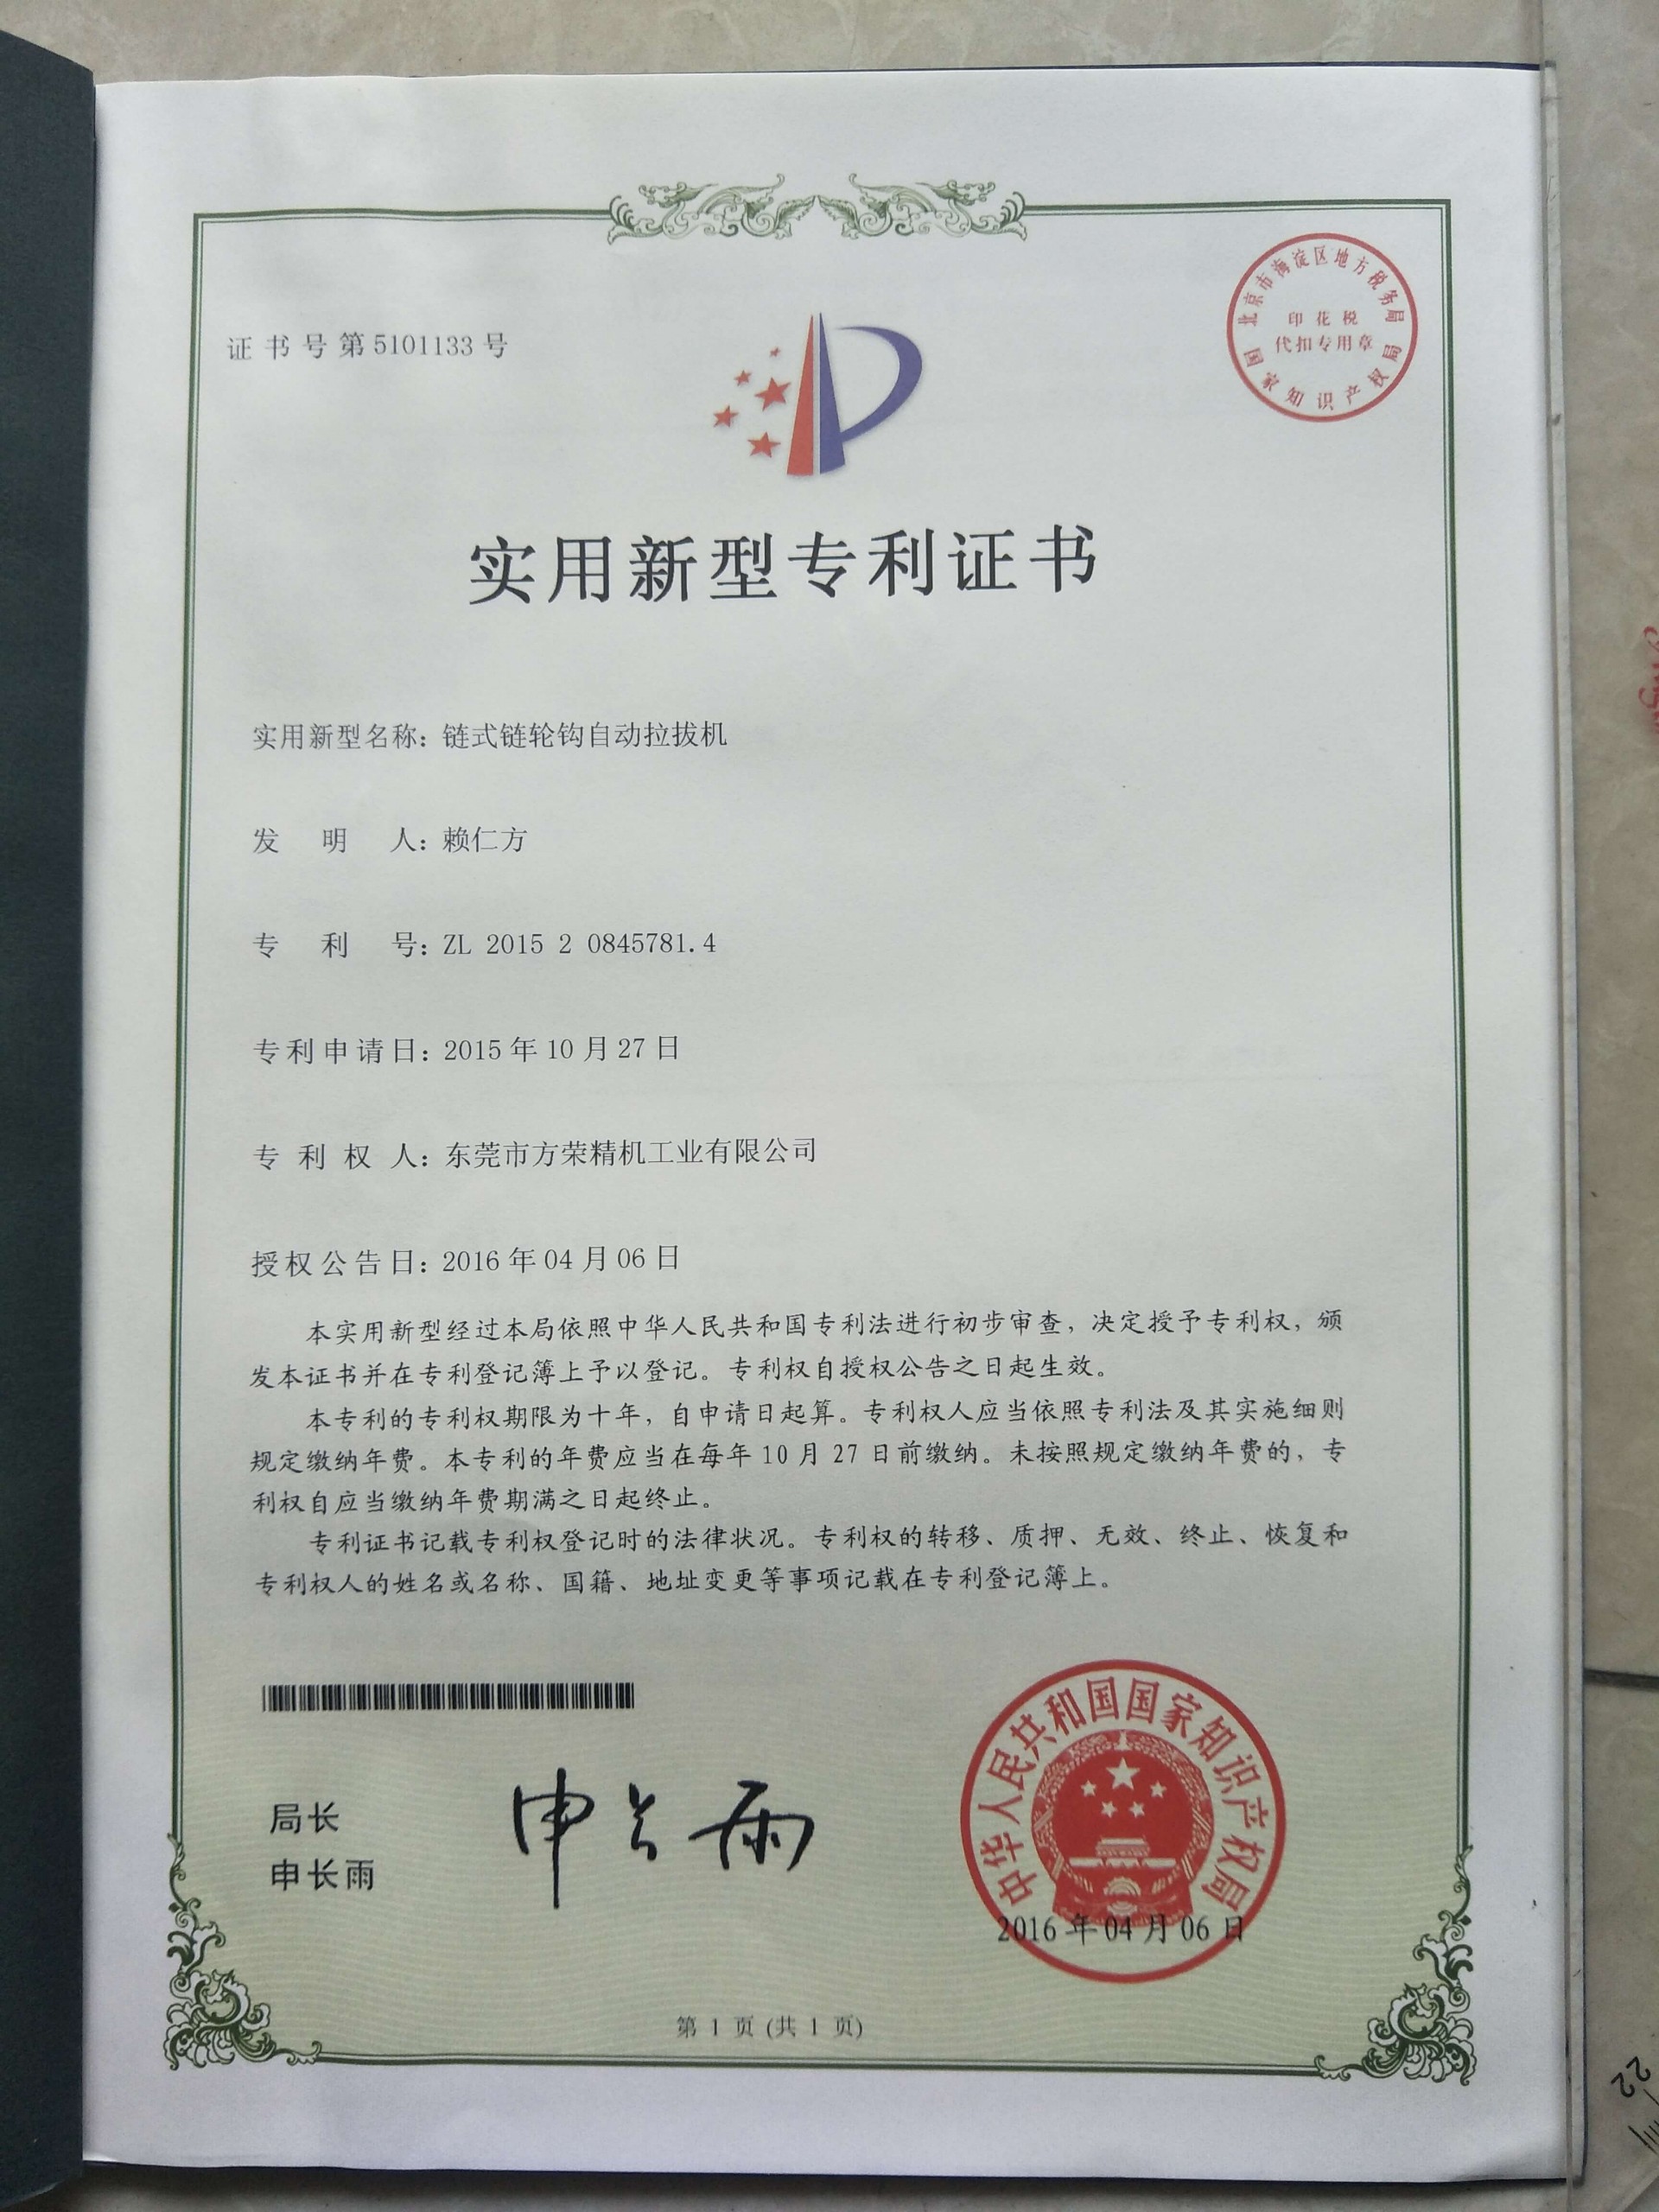 证书号第5101133号
北京市海淀区地方税务局
印花税
代扣专用章
国家知识产权局
实用新型专利证书
实用新型名称：链式链轮钩自动拉拔机
发明人：赖仁方
专利号：ZL 2015 2 0845781.4
专利申请日：2015年10月27日
专利权人：东莞市方荣精机工业有限公司
授权公告日：2016年04月06日
本实用新型经过本局依照中华人民共和国专利法进行初步审查，决定授予专利权，颁
发本证书并在专利登记簿上予以登记。专利权自授权公告之日起生效。
本专利的专利权期限为十年，自申请日起算。专利权人应当依照专利法及其实施细则
规定缴纳年费。本专利的年费应当在每年10月27日前缴纳。未按照规定缴纳年费的，专
利权自应当缴纳年费期满之日起终止。
专利证书记载专利权登记时的法律状况。专利权的转移、质押、无效、终止、恢复和
专利权人的姓名或名称、国籍、地址变更等事项记载在专利登记簿上。
局长
申长雨
申长雨
中华人民共和国国家知识产权局
2016年04月06日
第1页(共1页)
22